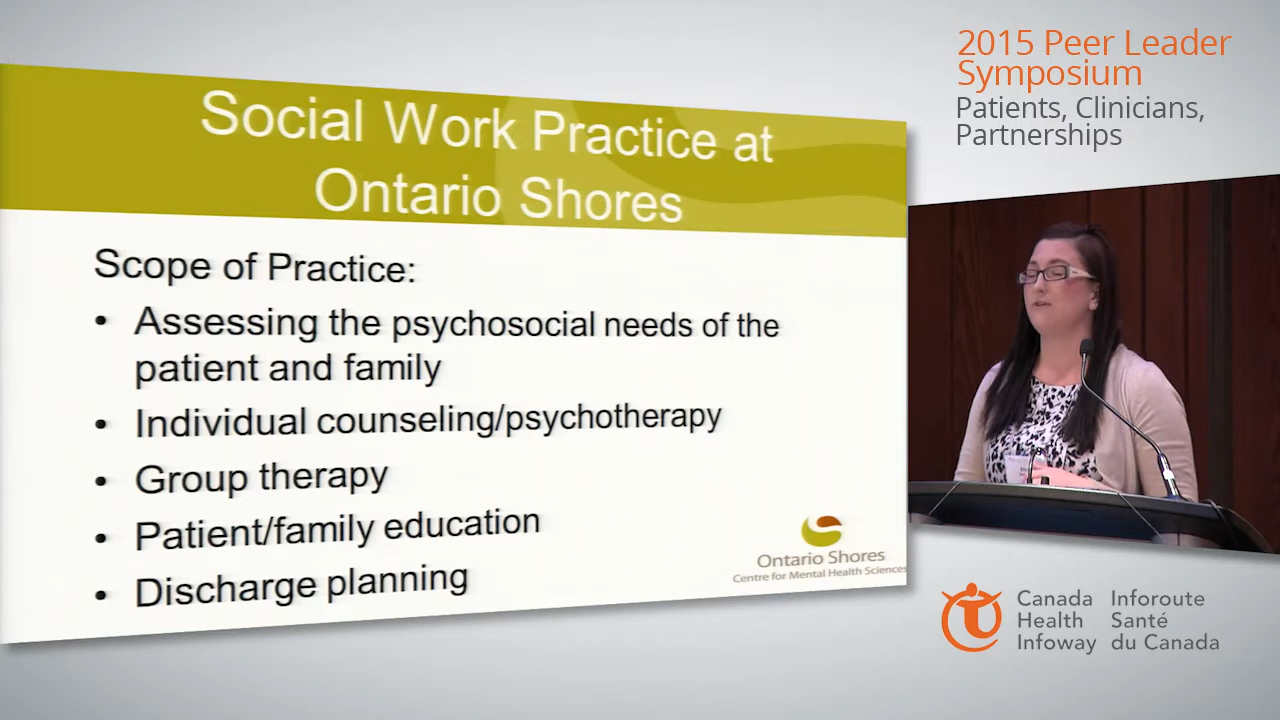 2015 Peer Leader
Symposium
Patients, Clinicians,
Partnerships
Social Work Practice at
Ontario Shores
Scope of Practice:
• Assessing the psychosocial needs of the
patient and family
• Individual counseling/psychotherapy
• Group therapy
• Patient/family education
• Discharge planning
Ontario Shores
Centre for Mental Health Sciences
Canada Inforoute
Health Santé
Infoway du Canada